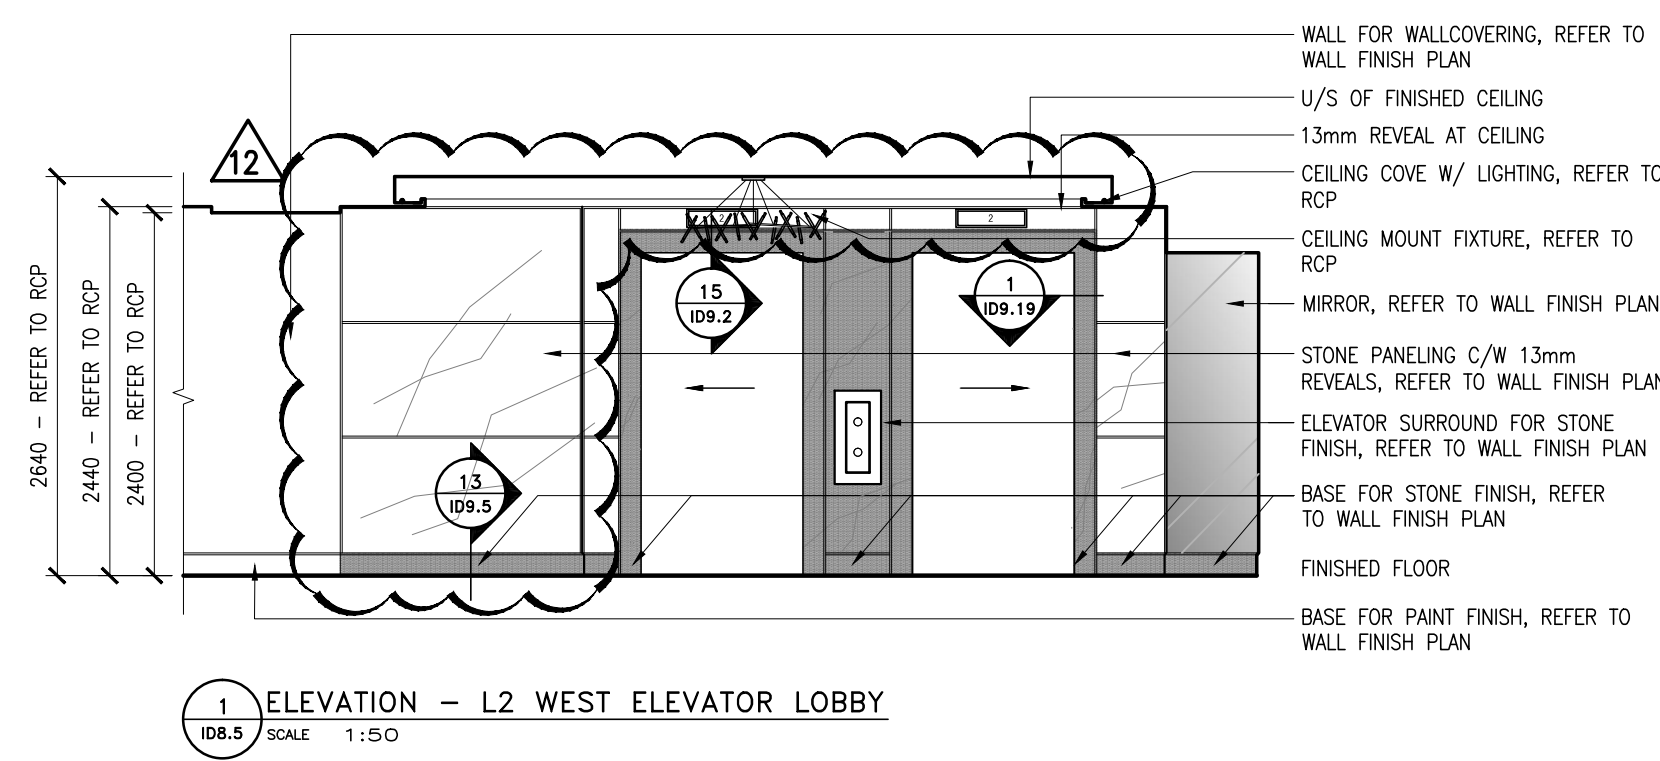 WALL FOR WALLCOVERING, REFER TO
WALL FINISH PLAN
U/S OF FINISHED CEILING
13mm REVEAL AT CEILING
CEILING COVE W/ LIGHTING, REFER TO
RCP
CEILING MOUNT FIXTURE, REFER TO
RCP
MIRROR, REFER TO WALL FINISH PLAN
STONE PANELING C/W 13mm
REVEALS, REFER TO WALL FINISH PLAN
ELEVATOR SURROUND FOR STONE
FINISH, REFER TO WALL FINISH PLAN
BASE FOR STONE FINISH, REFER
TO WALL FINISH PLAN
FINISHED FLOOR
BASE FOR PAINT FINISH, REFER TO
WALL FINISH PLAN
12
2640 - REFER TO RCP
2440 - REFER TO RCP
2400 - REFER TO RCP
2
2
15
ID9.2
1
ID9.19
13
ID9.5
1
ID8.5
ELEVATION - L2 WEST ELEVATOR LOBBY
SCALE 1:50